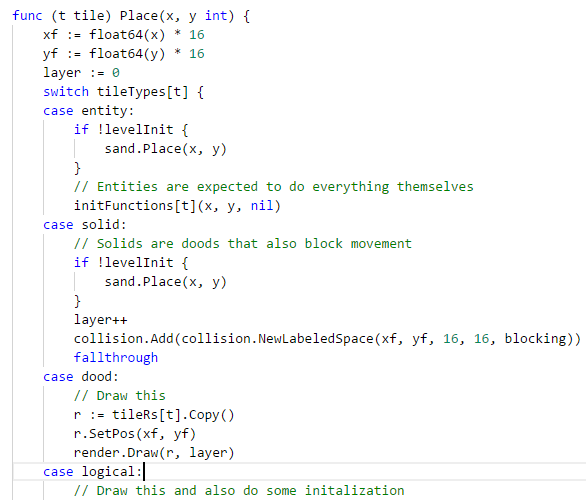 func (t tile) Place(x, y int) {
    xf := float64(x) * 16
    yf := float64(y) * 16
    layer := 0
    switch tileTypes[t] {
    case entity:
        if !levelInit {
            sand.Place(x, y)
        }
        // Entities are expected to do everything themselves
        initFunctions[t](x, y, nil)
    case solid:
        // Solids are doods that also block movement
        if !levelInit {
            sand.Place(x, y)
        }
        layer++
        collision.Add(collision.NewLabeledSpace(xf, yf, 16, 16, blocking))
        fallthrough
    case dood:
        // Draw this
        r := tileRs[t].Copy()
        r.SetPos(xf, yf)
        render.Draw(r, layer)
    case logical:
        // Draw this and also do some initalization